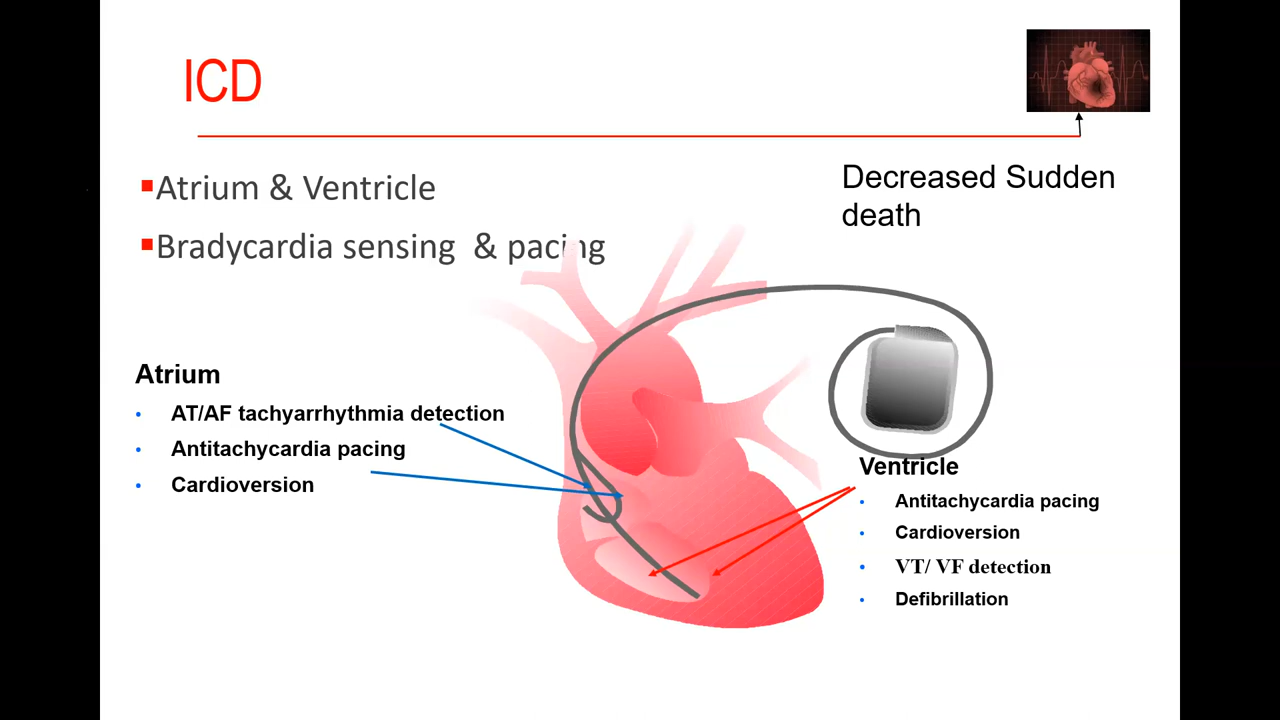 ICD
▪Atrium & Ventricle
▪Bradycardia sensing & pacing
Decreased Sudden
death
Atrium
• AT/AF tachyarrhythmia detection
• Antitachycardia pacing
• Cardioversion
Ventricle
• Antitachycardia pacing
• Cardioversion
• VT/ VF detection
• Defibrillation